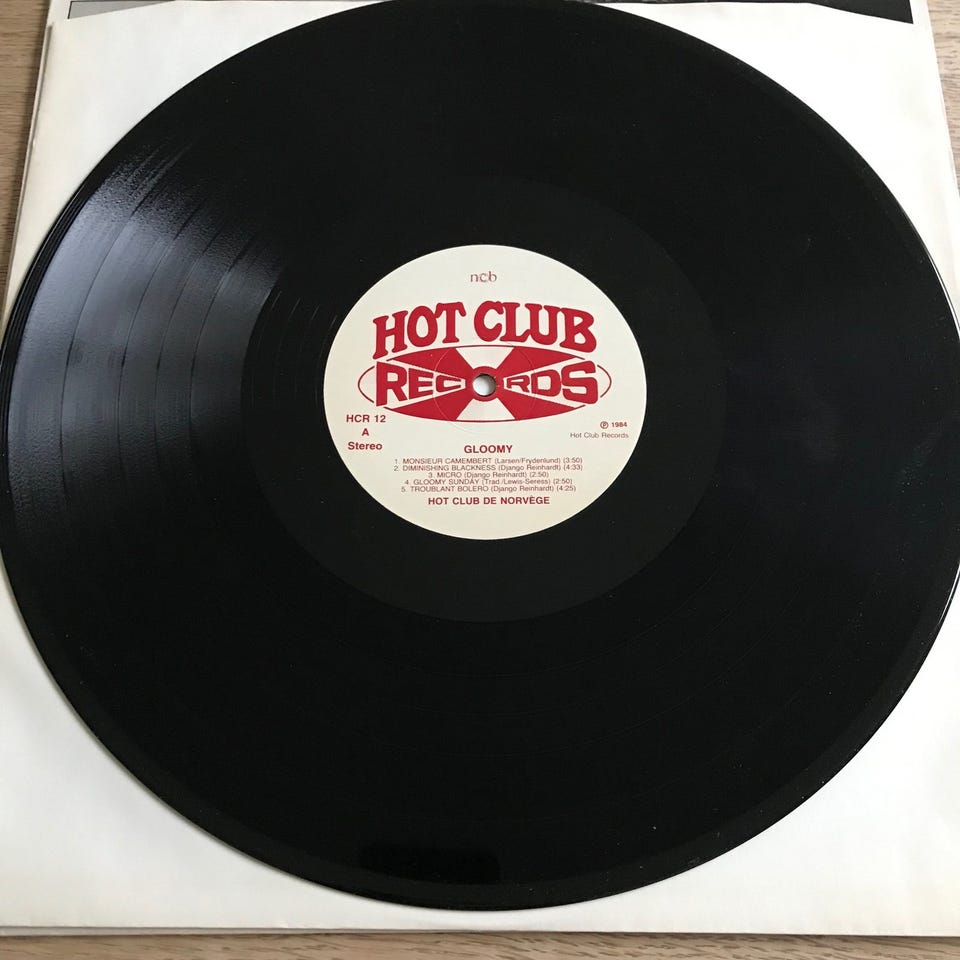 ncb
HOT CLUB
RECORDS
HCR 12
A
Stereo
℗ 1984
Hot Club Records
GLOOMY
1. MONSIEUR CAMEMBERT (Larsen/Frydenlund) (3:50)
2. DIMINISHING BLACKNESS (Django Reinhardt) (4:33)
3. MICRO (Django Reinhardt) (2:50)
4. GLOOMY SUNDAY (Trad./Lewis-Seress) (2:50)
5. TROUBLANT BOLERO (Django Reinhardt) (4:25)
HOT CLUB DE NORVÈGE